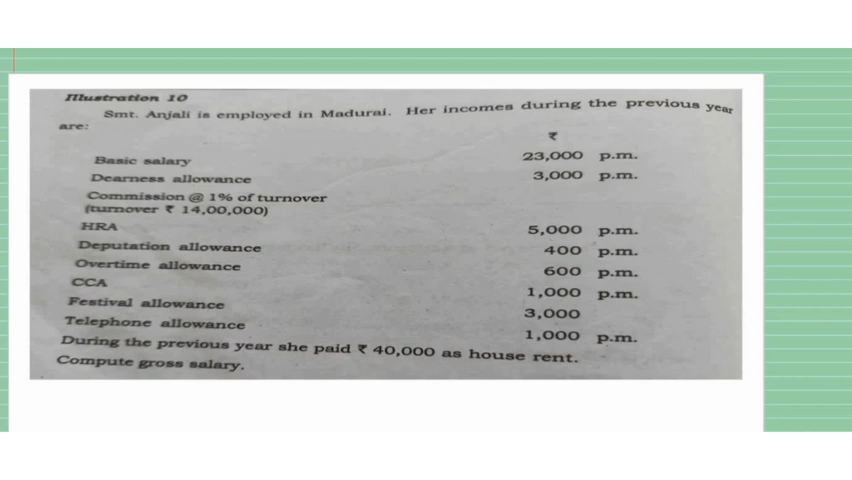 Illustration 10
Smt. Anjali is employed in Madurai. Her incomes during the previous year
are:
₹
Basic salary 23,000 p.m.
Dearness allowance 3,000 p.m.
Commission @ 1% of turnover
(turnover ₹ 14,00,000)
HRA 5,000 p.m.
Deputation allowance 400 p.m.
Overtime allowance 600 p.m.
CCA 1,000 p.m.
Festival allowance 3,000
Telephone allowance 1,000 p.m.
During the previous year she paid ₹ 40,000 as house rent.
Compute gross salary.